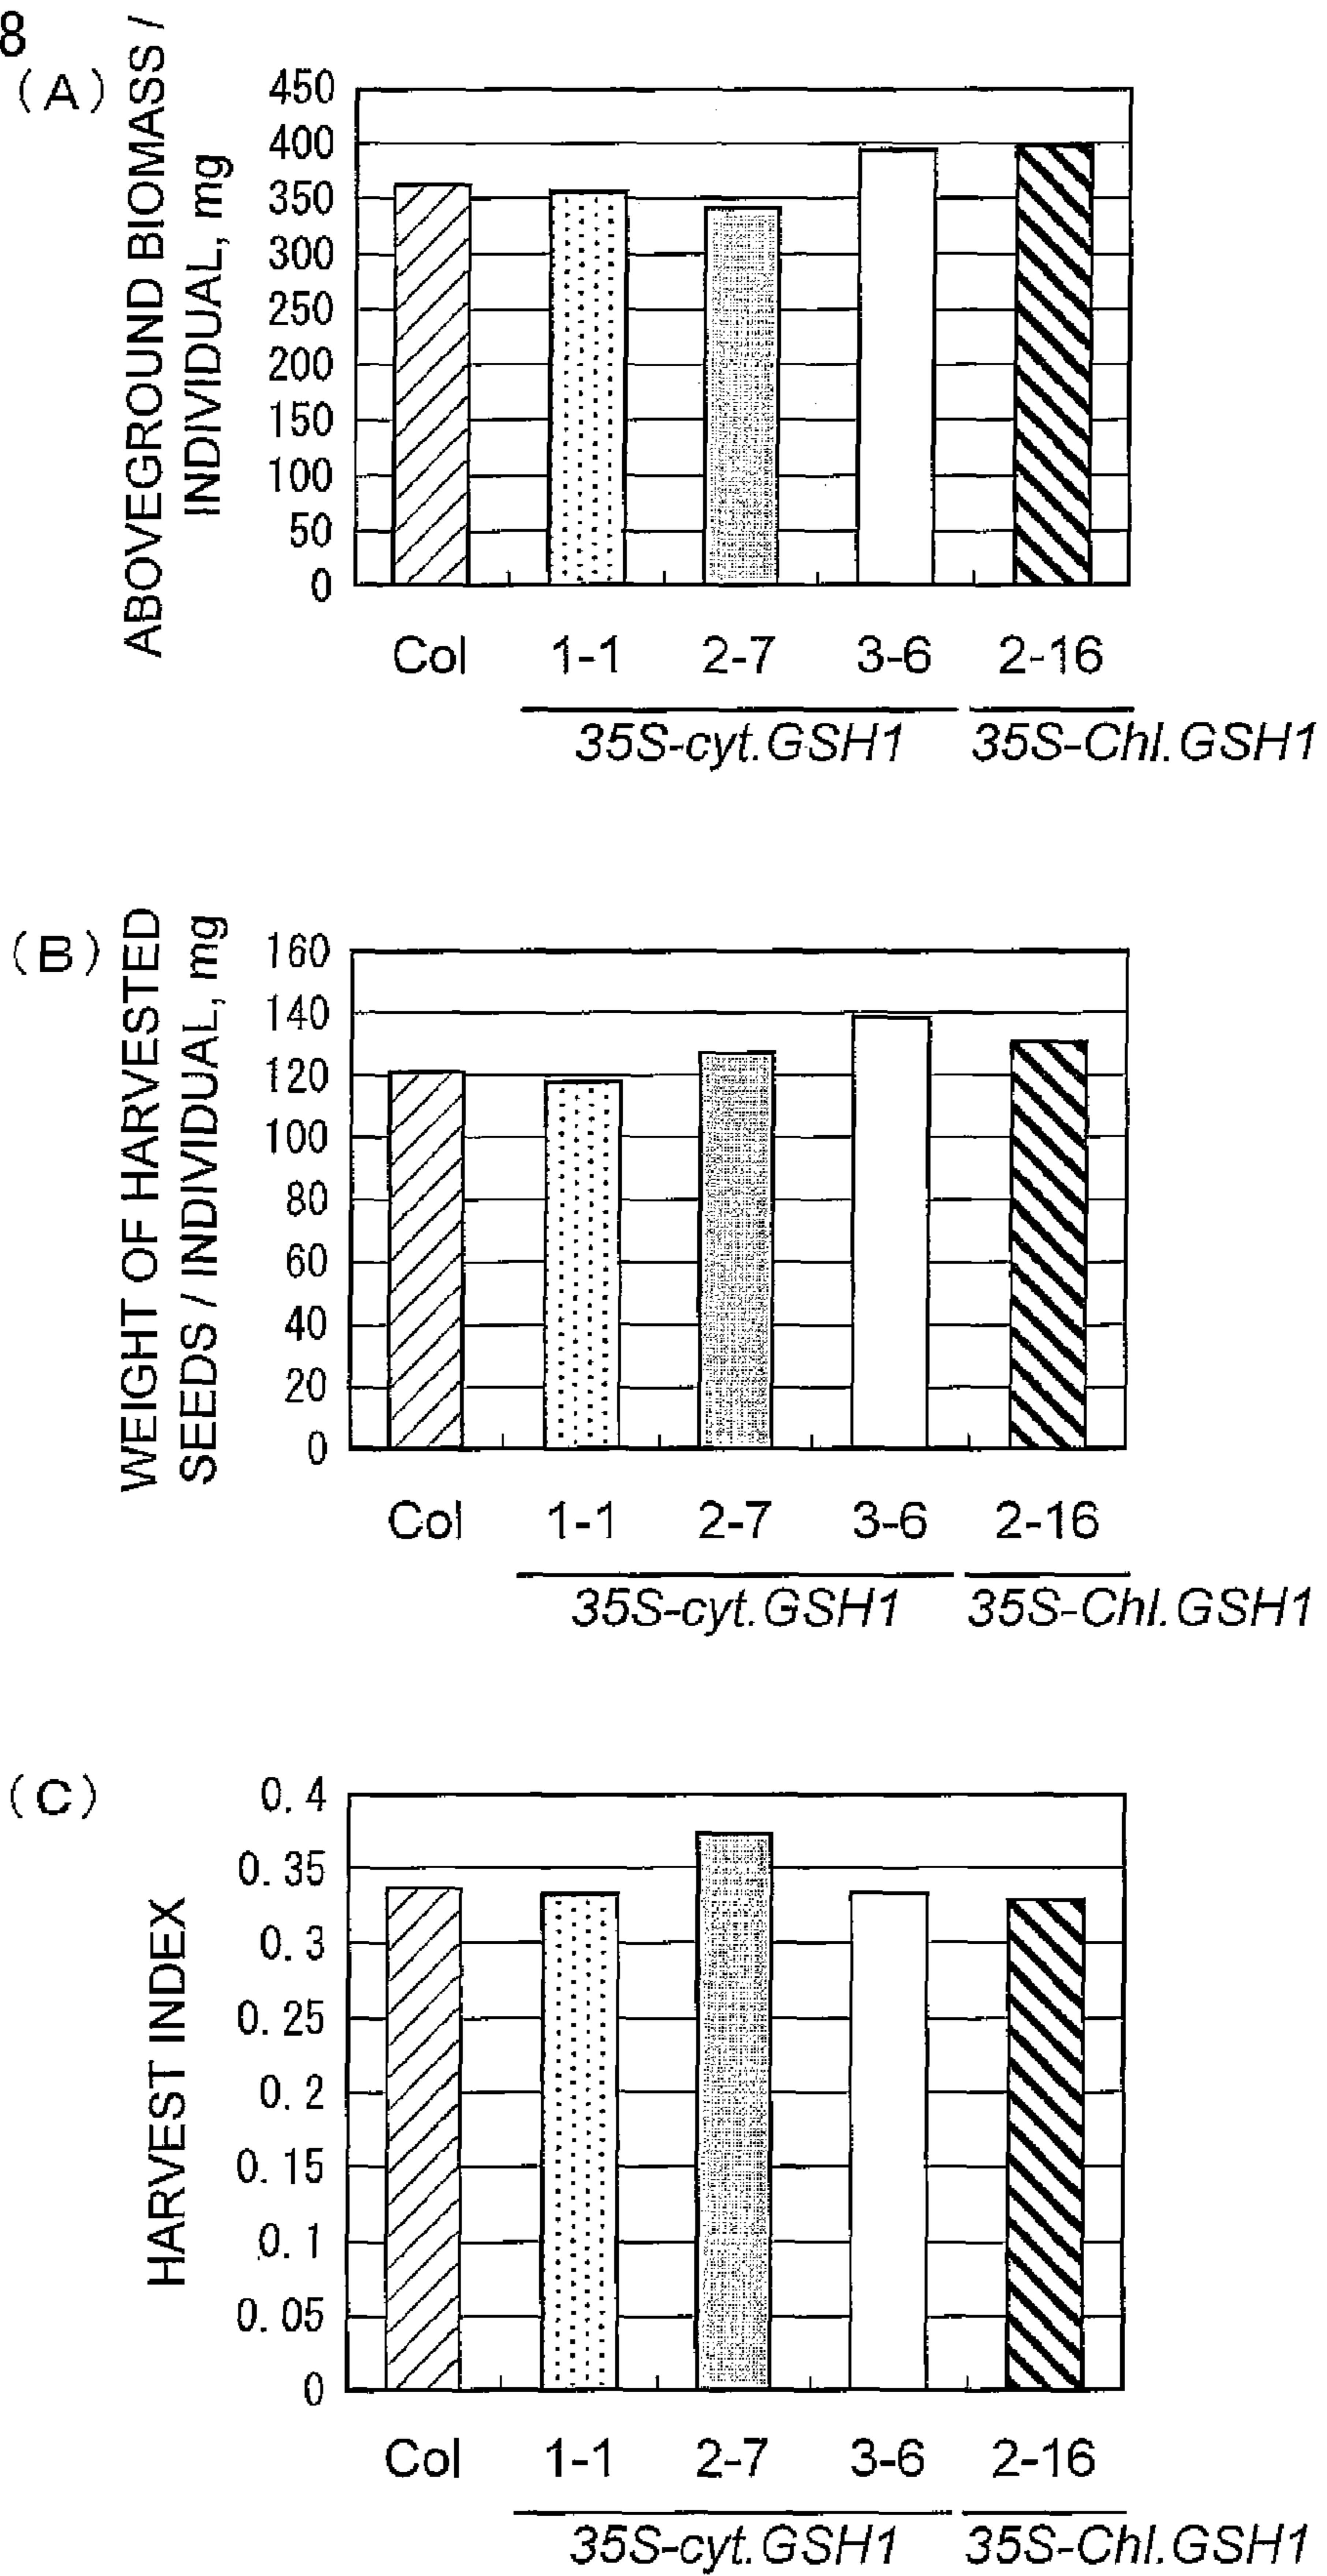 8
(A)
ABOVEGROUND BIOMASS /
INDIVIDUAL, mg
450
400
350
300
250
200
150
100
50
0
Col 1-1 2-7 3-6 2-16
35S-cyt.GSH1 35S-Chl.GSH1
(B)
WEIGHT OF HARVESTED
SEEDS / INDIVIDUAL, mg
160
140
120
100
80
60
40
20
0
Col 1-1 2-7 3-6 2-16
35S-cyt.GSH1 35S-Chl.GSH1
(C)
HARVEST INDEX
0.4
0.35
0.3
0.25
0.2
0.15
0.1
0.05
0
Col 1-1 2-7 3-6 2-16
35S-cyt.GSH1 35S-Chl.GSH1